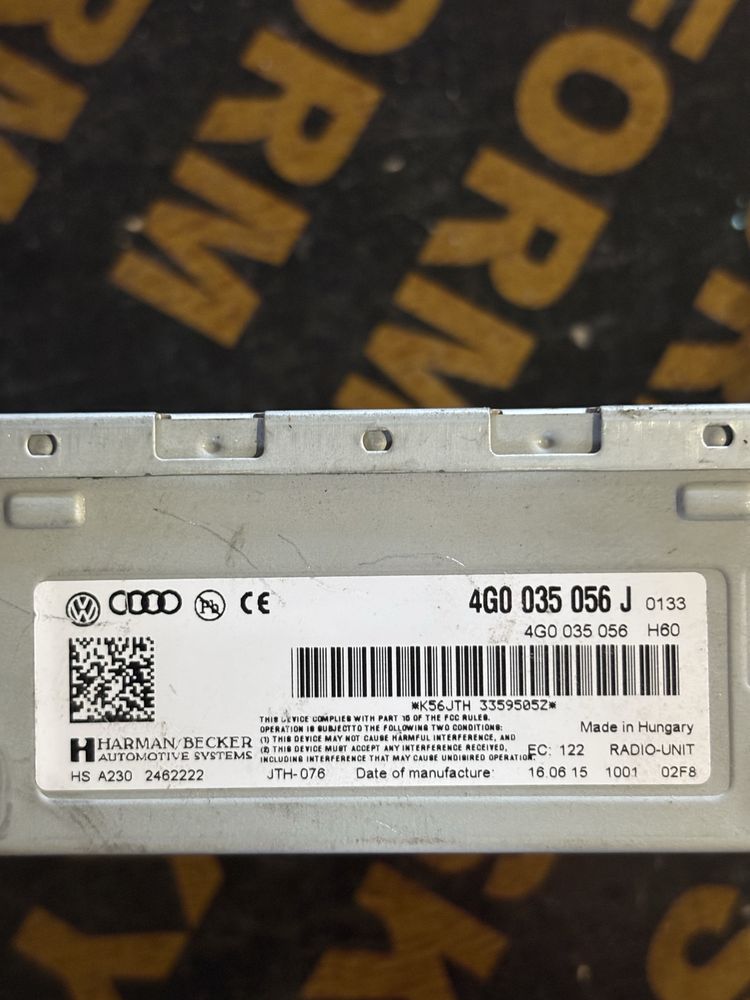 FORM
FORM
4G0 035 056 J 0133
4G0 035 056 H60
*K56JTH 3359505Z*
THIS DEVICE COMPLIES WITH PART 15 OF THE FCC RULES.
OPERATION IS SUBJECT TO THE FOLLOWING TWO CONDITIONS:
(1) THIS DEVICE MAY NOT CAUSE HARMFUL INTERFERENCE, AND
(2) THIS DEVICE MUST ACCEPT ANY INTERFERENCE RECEIVED,
INCLUDING INTERFERENCE THAT MAY CAUSE UNDISIRED OPERATION.
Made in Hungary
EC: 122 RADIO-UNIT
HARMAN/BECKER
AUTOMOTIVE SYSTEMS
HS A230 2462222 JTH-076 Date of manufacture: 16.06.15 1001 02F8